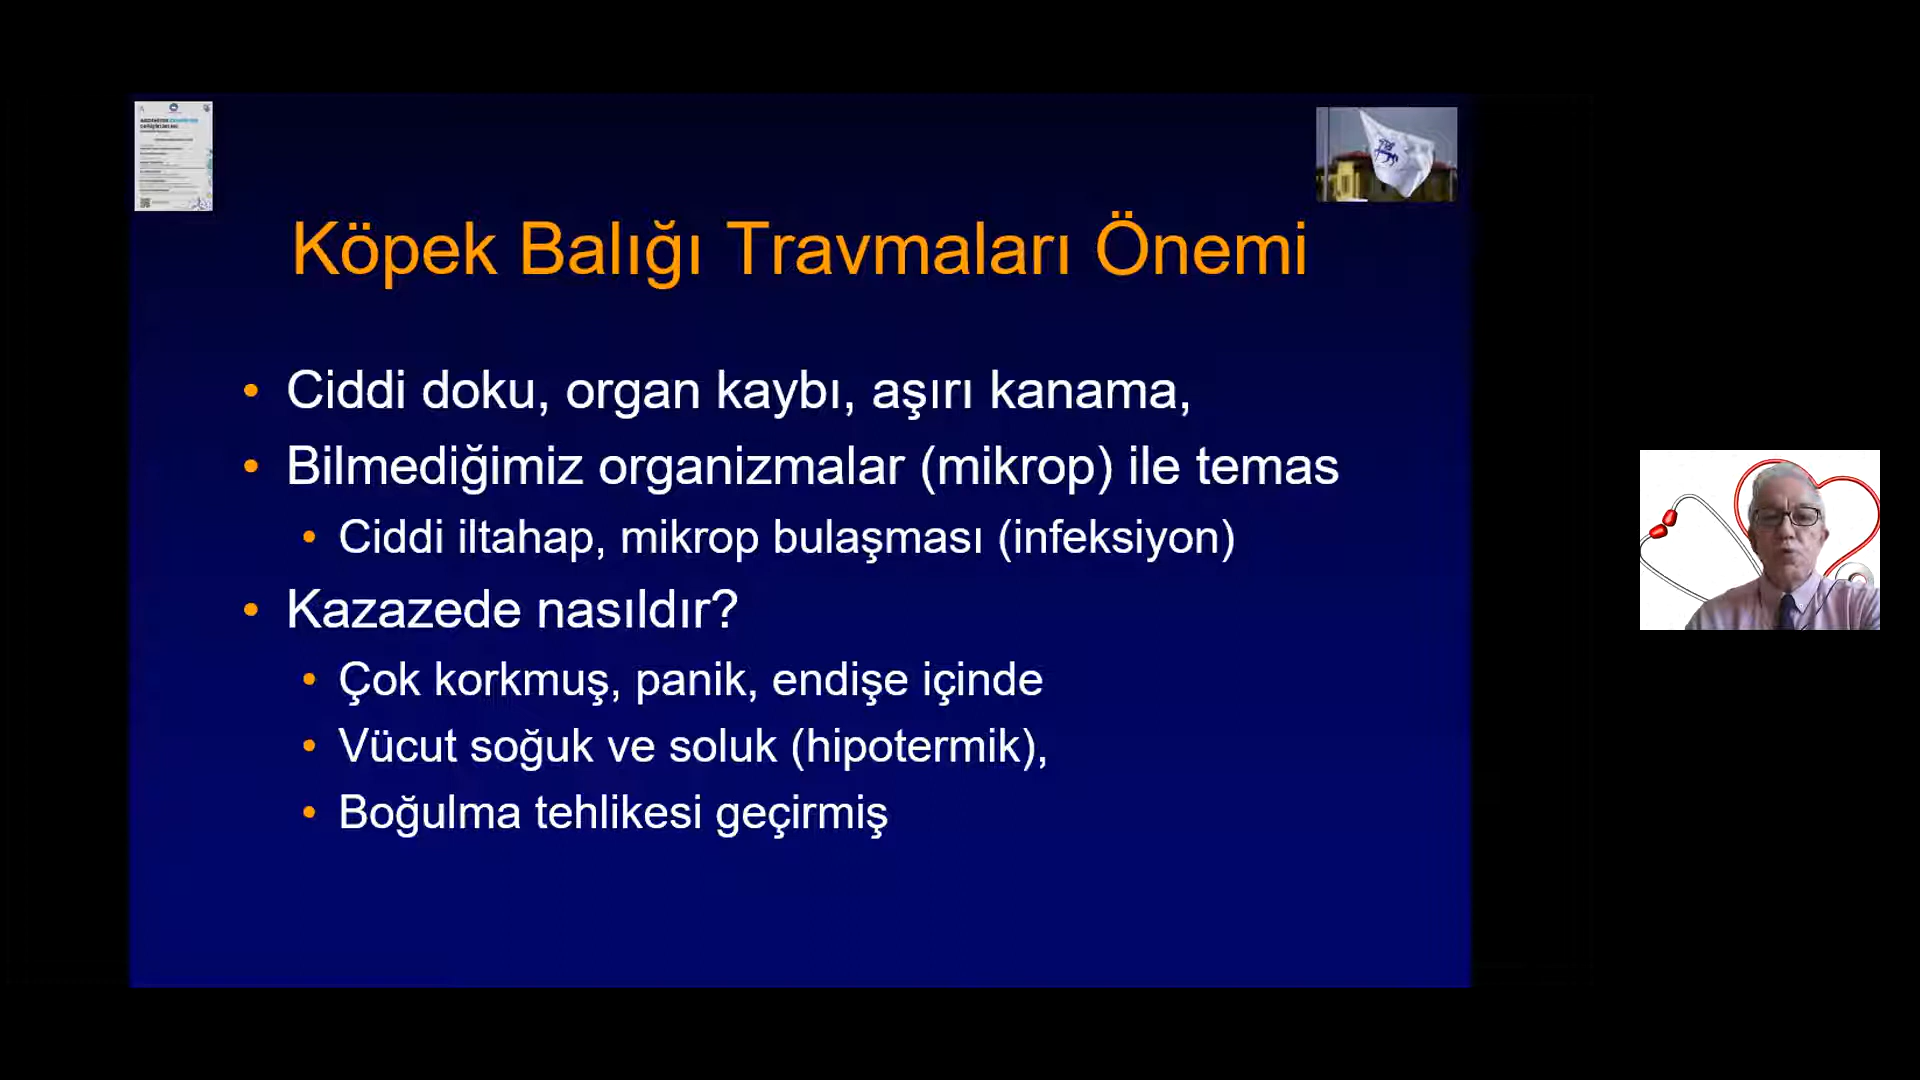 Köpek Balığı Travmaları Önemi
• Ciddi doku, organ kaybı, aşırı kanama,
• Bilmediğimiz organizmalar (mikrop) ile temas
• Ciddi iltahap, mikrop bulaşması (infeksiyon)
• Kazazede nasıldır?
• Çok korkmuş, panik, endişe içinde
• Vücut soğuk ve soluk (hipotermik),
• Boğulma tehlikesi geçirmiş